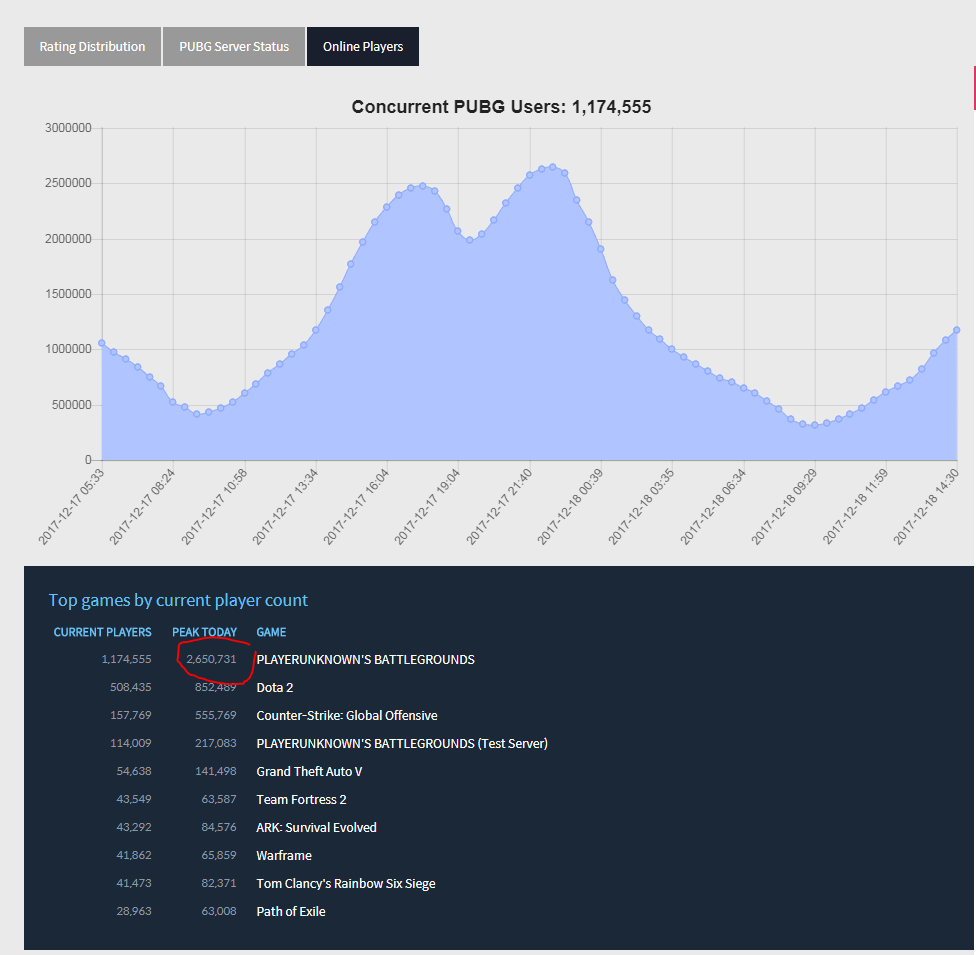 Rating Distribution PUBG Server Status Online Players
Concurrent PUBG Users: 1,174,555
3000000
2500000
2000000
1500000
1000000
500000
0
2017-12-17 05:33 2017-12-17 08:24 2017-12-17 10:58 2017-12-17 13:34 2017-12-17 16:04 2017-12-17 19:04 2017-12-17 21:40 2017-12-18 00:39 2017-12-18 03:35 2017-12-18 06:34 2017-12-18 09:29 2017-12-18 11:59 2017-12-18 14:30
Top games by current player count
CURRENT PLAYERS PEAK TODAY GAME
1,174,555 2,650,731 PLAYERUNKNOWN'S BATTLEGROUNDS
508,435 852,489 Dota 2
157,769 555,769 Counter-Strike: Global Offensive
114,009 217,083 PLAYERUNKNOWN'S BATTLEGROUNDS (Test Server)
54,638 141,498 Grand Theft Auto V
43,549 63,587 Team Fortress 2
43,292 84,576 ARK: Survival Evolved
41,862 65,859 Warframe
41,473 82,371 Tom Clancy's Rainbow Six Siege
28,963 63,008 Path of Exile